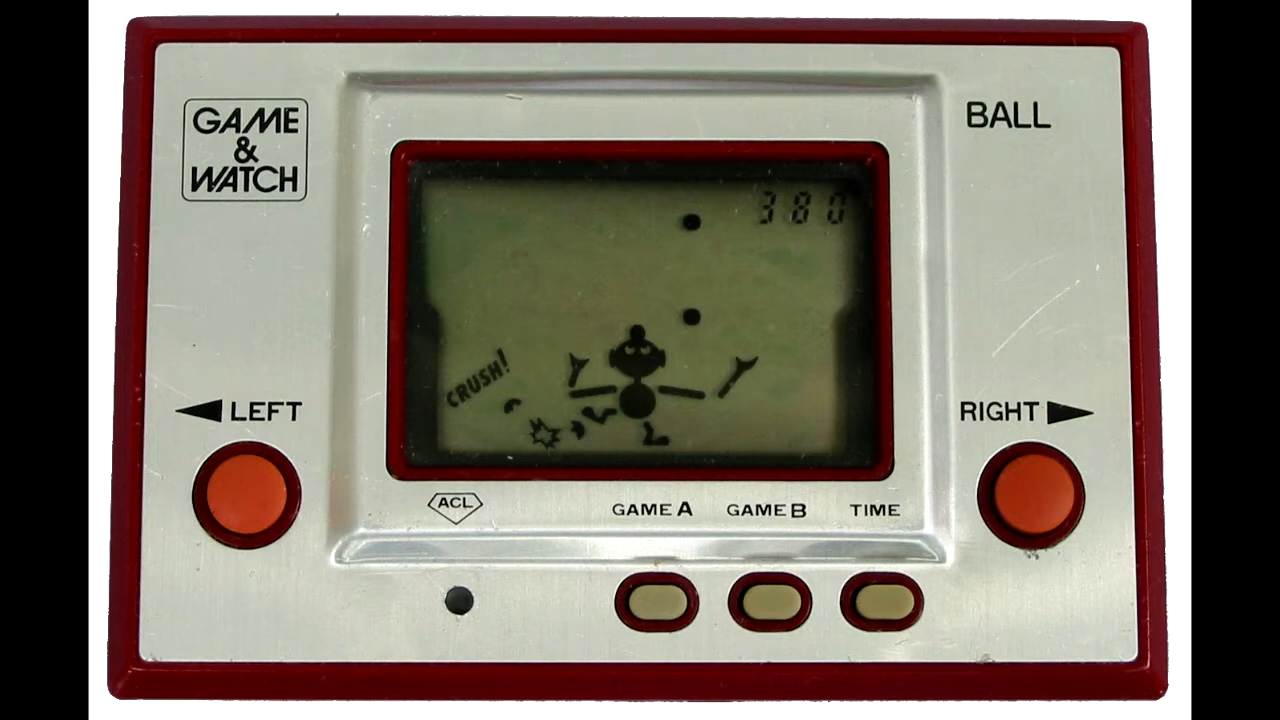 GAME
&
WATCH
BALL
380
CRUSH!
LEFT
RIGHT
ACL
GAME A
GAME B
TIME